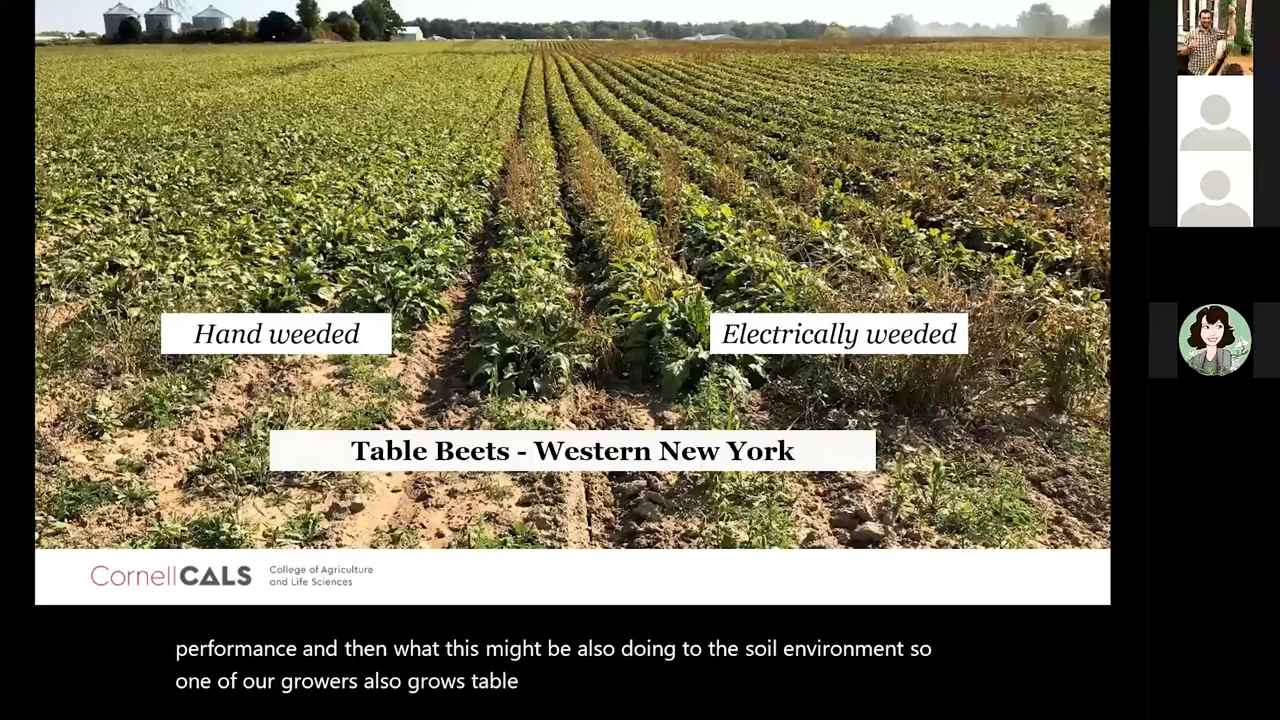 Hand weeded
Electrically weeded
Table Beets - Western New York
CornellCALS
College of Agriculture
and Life Sciences
performance and then what this might be also doing to the soil environment so
one of our growers also grows table